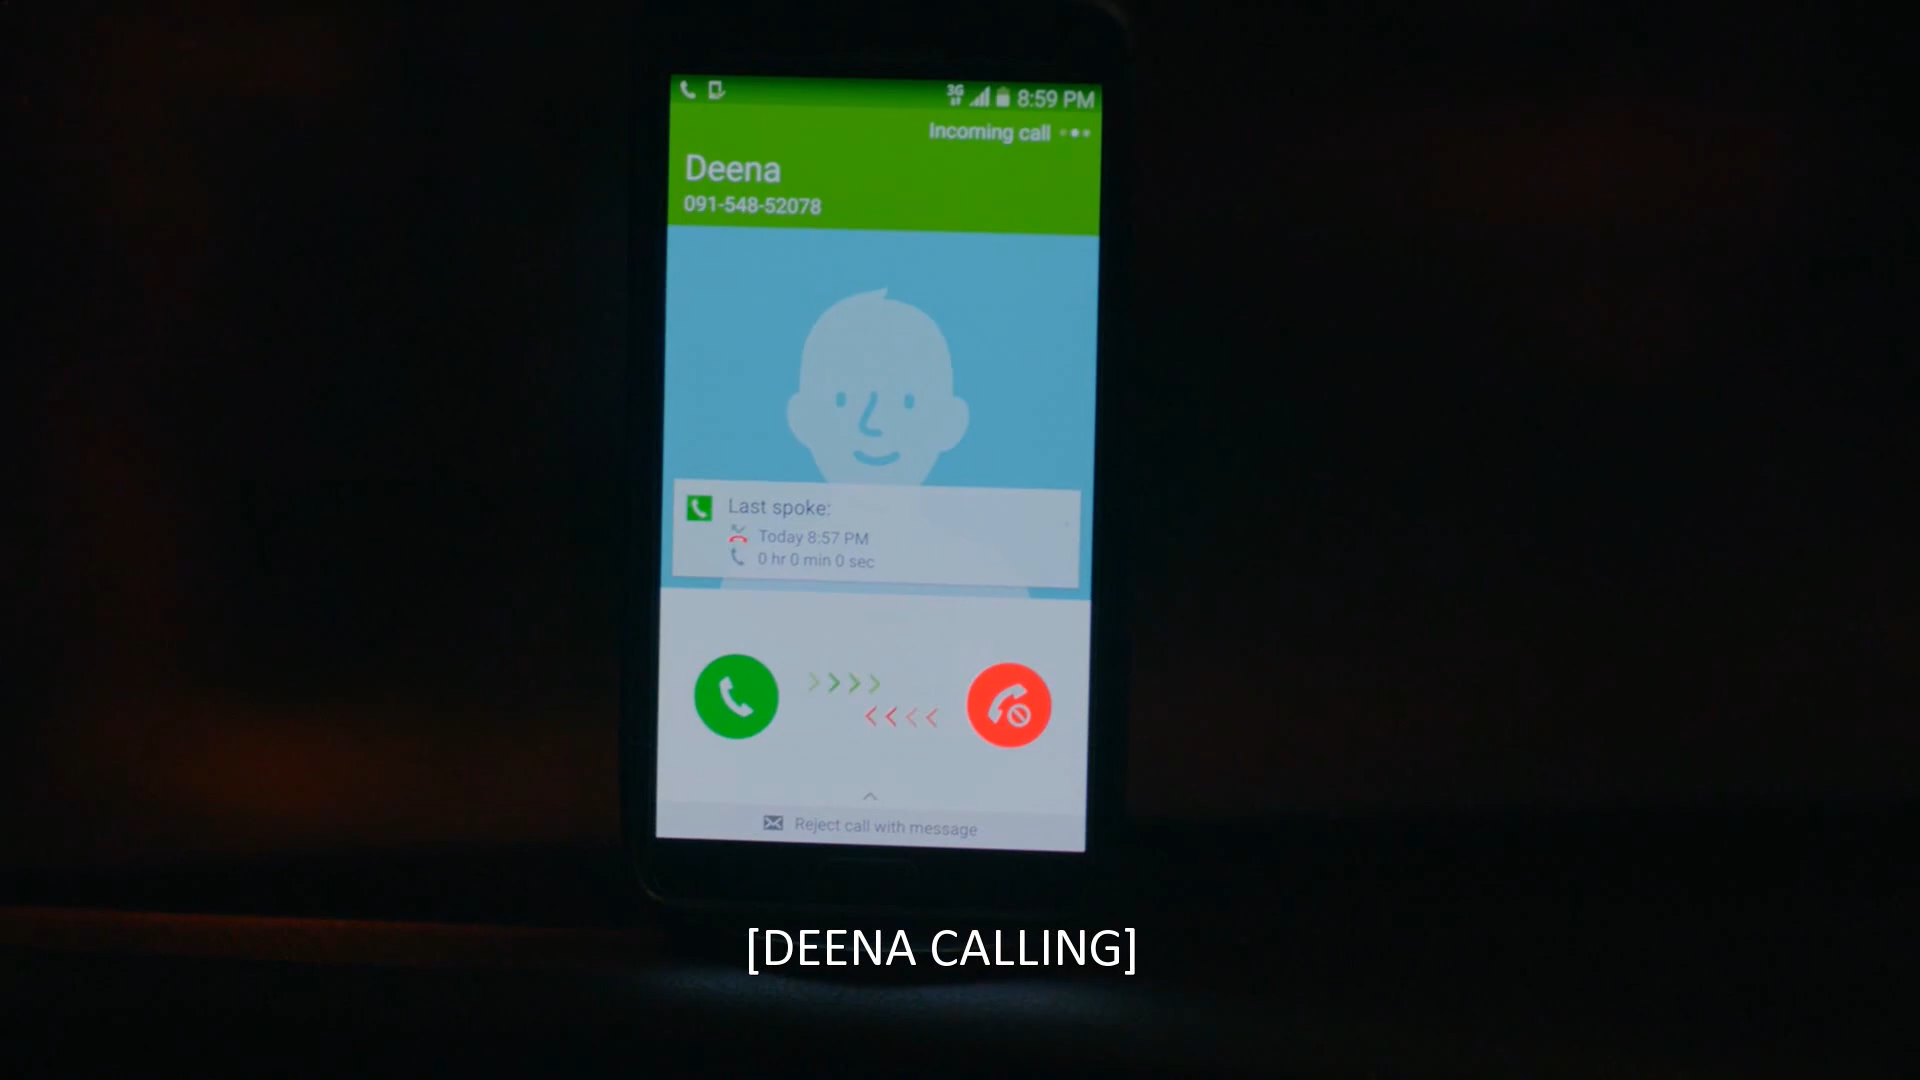 3G 8:59 PM
Incoming call
Deena
091-548-52078
Last spoke:
Today 8:57 PM
0 hr 0 min 0 sec
Reject call with message
[DEENA CALLING]